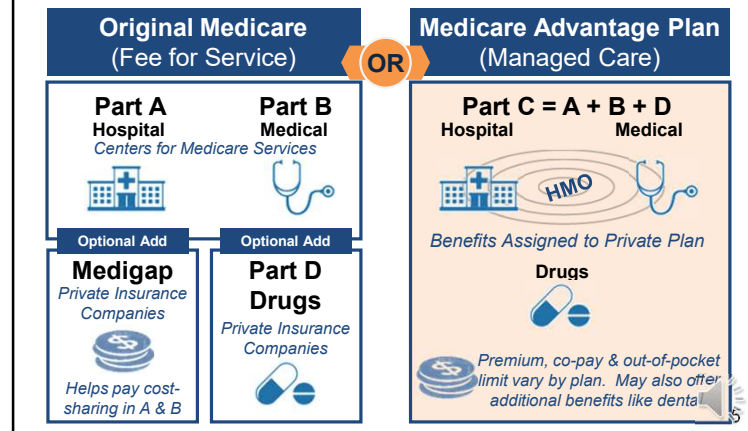 Original Medicare
(Fee for Service)
OR
Medicare Advantage Plan
(Managed Care)
Part A
Hospital
Part B
Medical
Centers for Medicare Services
Optional Add
Medigap
Private Insurance
Companies
Helps pay cost-
sharing in A & B
Optional Add
Part D
Drugs
Private Insurance
Companies
Part C = A + B + D
Hospital
Medical
HMO
Benefits Assigned to Private Plan
Drugs
Premium, co-pay & out-of-pocket
limit vary by plan. May also offer
additional benefits like denta
5